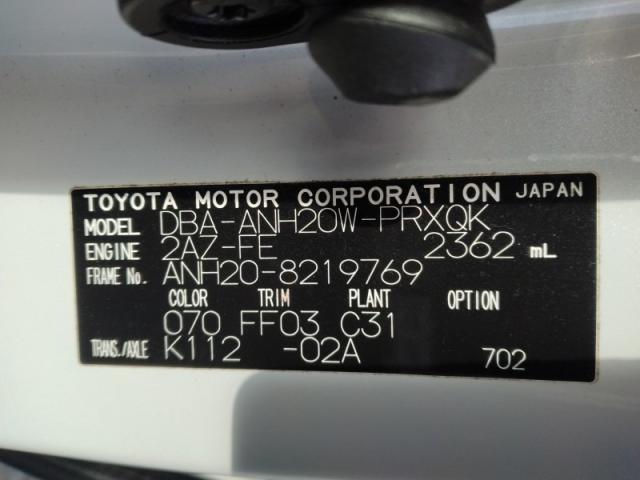 TOYOTA MOTOR CORPORATION JAPAN
MODEL DBA-ANH20W-PRXQK
ENGINE 2AZ-FE 2362 mL
FRAME No. ANH20-8219769
COLOR TRIM PLANT OPTION
070 FF03 C31
TRANS./AXLE K112 -02A 702